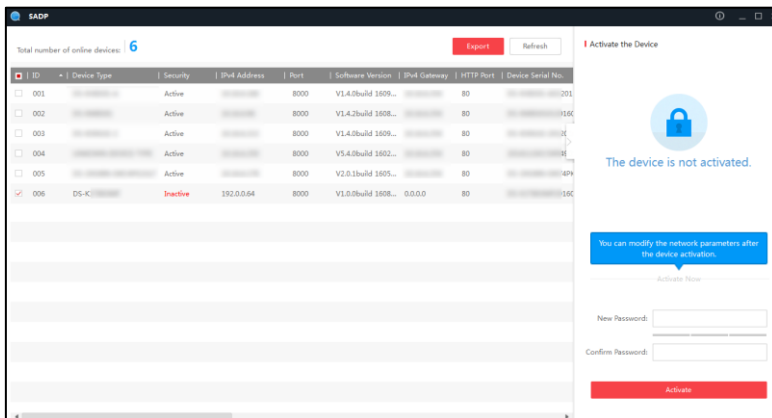 SADP
Total number of online devices: 6
Export
Refresh
ID | Device Type | Security | IPv4 Address | Port | Software Version | IPv4 Gateway | HTTP Port | Device Serial No.
001 Active 8000 V1.4.0build 1609... 80 201
002 Active 8000 V1.4.2build 1608... 80
003 Active 8000 V1.4.0build 1609... 80
004 Active 8000 V5.4.0build 1602... 80
005 Active 8000 V2.0.1build 1605... 80
006 DS-K Inactive 192.0.0.64 8000 V1.0.0build 1608... 0.0.0.0 80
Activate the Device
The device is not activated.
You can modify the network parameters after
the device activation.
Activate Now
New Password:
Confirm Password:
Activate